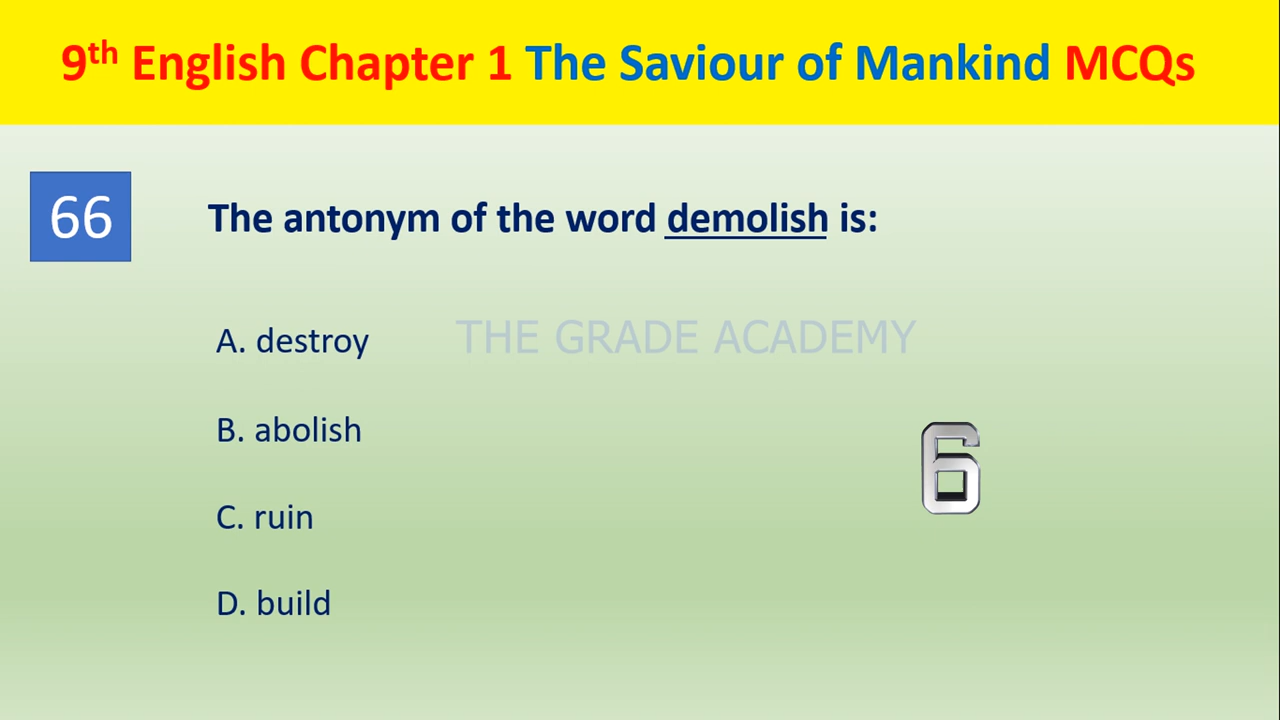 9th English Chapter 1 The Saviour of Mankind MCQs
66
The antonym of the word demolish is:
A. destroy
THE GRADE ACADEMY
B. abolish
6
C. ruin
D. build